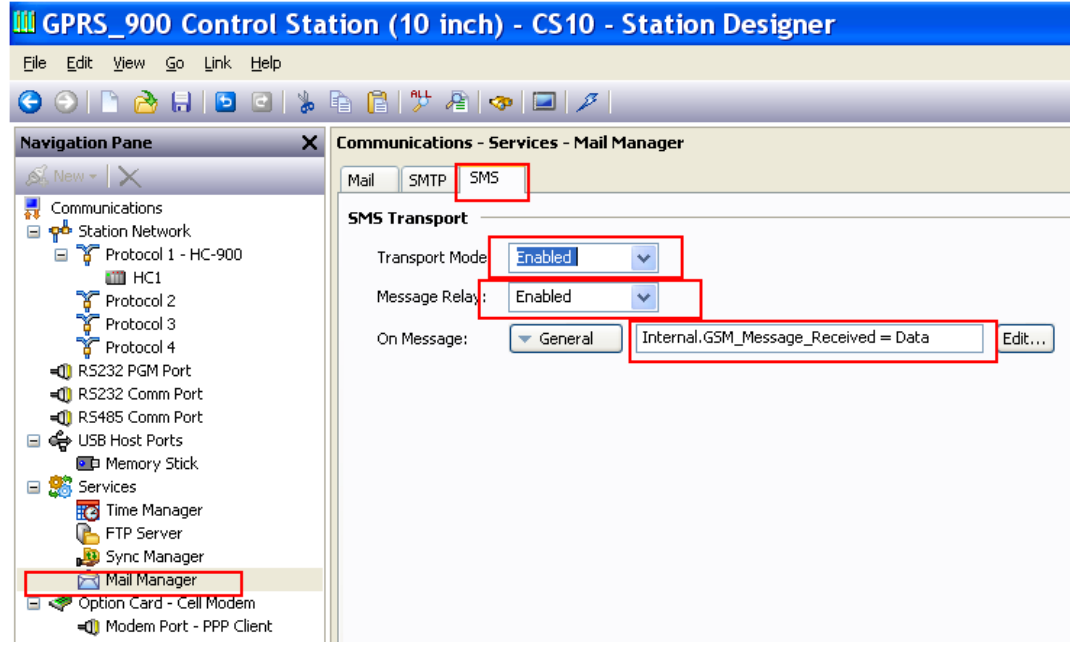 GPRS_900 Control Station (10 inch) - CS10 - Station Designer
File Edit View Go Link Help
ALL
Navigation Pane
New
Communications
Station Network
Protocol 1 - HC-900
HC1
Protocol 2
Protocol 3
Protocol 4
RS232 PGM Port
RS232 Comm Port
RS485 Comm Port
USB Host Ports
Memory Stick
Services
Time Manager
FTP Server
Sync Manager
Mail Manager
Option Card - Cell Modem
Modem Port - PPP Client
Communications - Services - Mail Manager
Mail SMTP SMS
SMS Transport
Transport Mode Enabled
Message Relay: Enabled
On Message: General Internal.GSM_Message_Received = Data Edit...